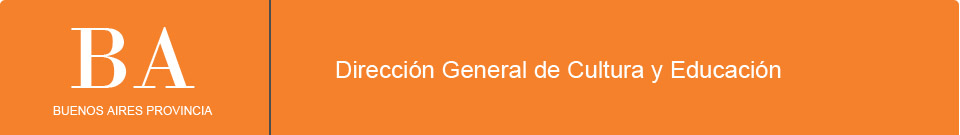 BA
BUENOS AIRES PROVINCIA
Dirección General de Cultura y Educación